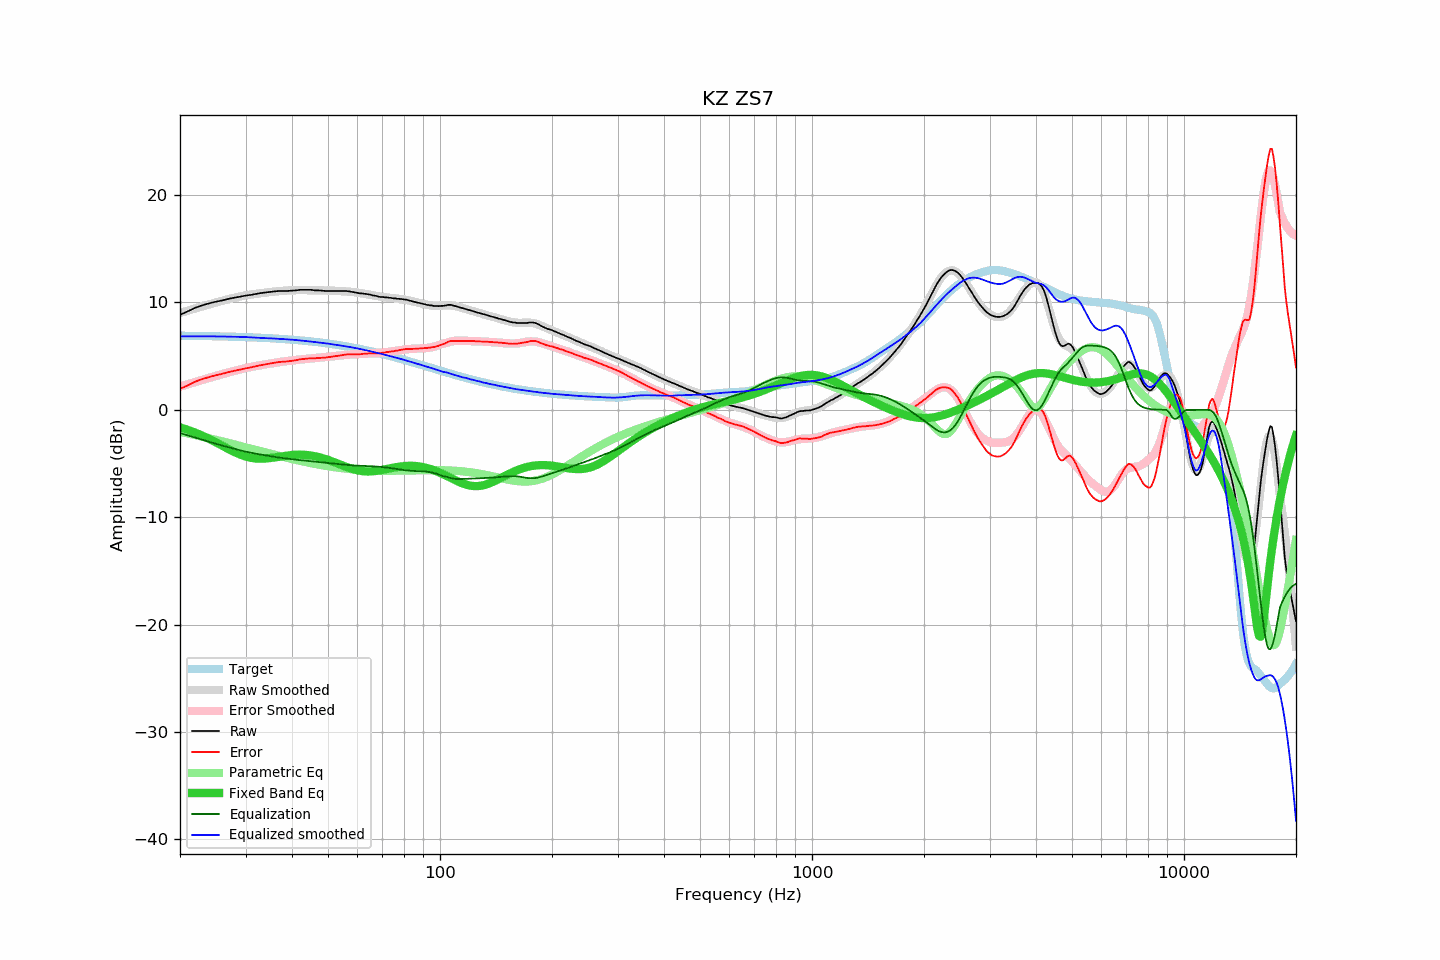 KZ ZS7
Amplitude (dBr)
20
10
0
−10
−20
−30
−40
Target
Raw Smoothed
Error Smoothed
Raw
Error
Parametric Eq
Fixed Band Eq
Equalization
Equalized smoothed
100
1000
10000
Frequency (Hz)